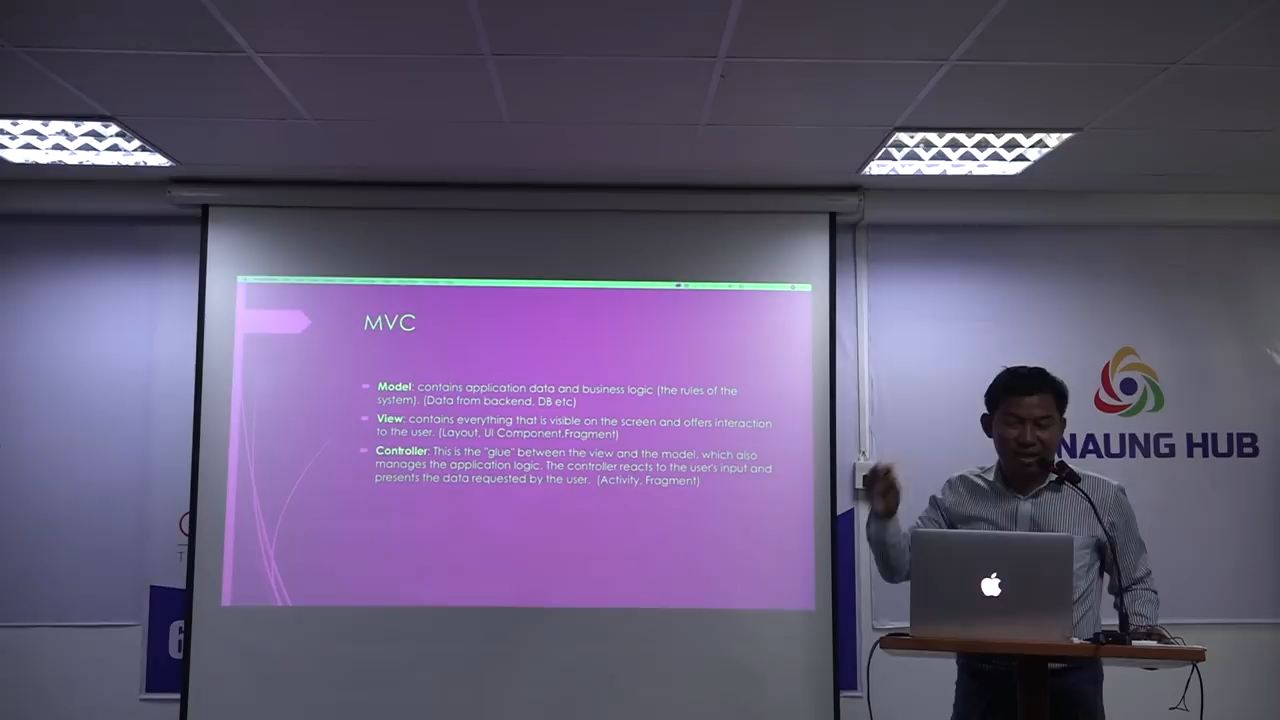 MVC
Model: contains application data and business logic (the rules of the
system). (Data from backend, DB etc)
View: contains everything that is visible on the screen and offers interaction
to the user. (Layout, UI Component,Fragment)
Controller: This is the "glue" between the view and the model, which also
manages the application logic. The controller reacts to the user's input and
presents the data requested by the user. (Activity, Fragment)
NAUNG HUB
6